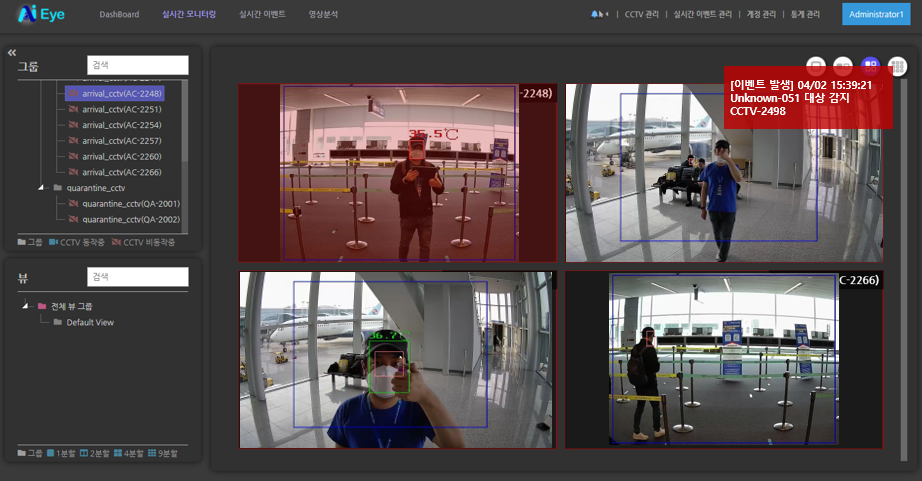 Ai Eye
DashBoard
실시간 모니터링
실시간 이벤트
영상분석
CCTV 관리 | 실시간 이벤트 관리 | 계정 관리 | 통계 관리
Administrator1
그룹
검색
arrival_cctv(AC-2248)
arrival_cctv(AC-2251)
arrival_cctv(AC-2254)
arrival_cctv(AC-2257)
arrival_cctv(AC-2260)
arrival_cctv(AC-2266)
quarantine_cctv
quarantine_cctv(QA-2001)
quarantine_cctv(QA-2002)
그룹 CCTV 동작중 CCTV 비동작중
뷰
검색
전체 뷰 그룹
Default View
그룹 1분할 2분할 4분할 9분할
-2248)
35.5℃
[이벤트 발생] 04/02 15:39:21
Unknown-051 대상 감지
CCTV-2498
C-2266)